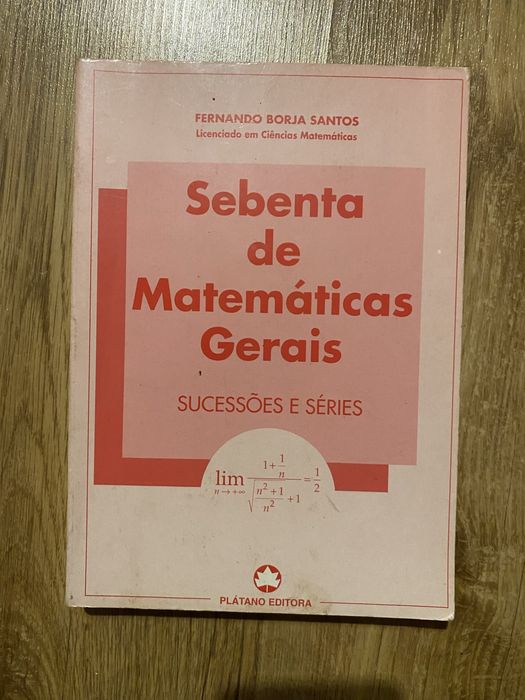 FERNANDO BORJA SANTOS
Licenciado em Ciências Matemáticas
Sebenta
de
Matemáticas
Gerais
SUCESSÕES E SÉRIES
lim n→+∞ (1+1/n)/(√((n²+1)/n²)+1) = 1/2
PLÁTANO EDITORA